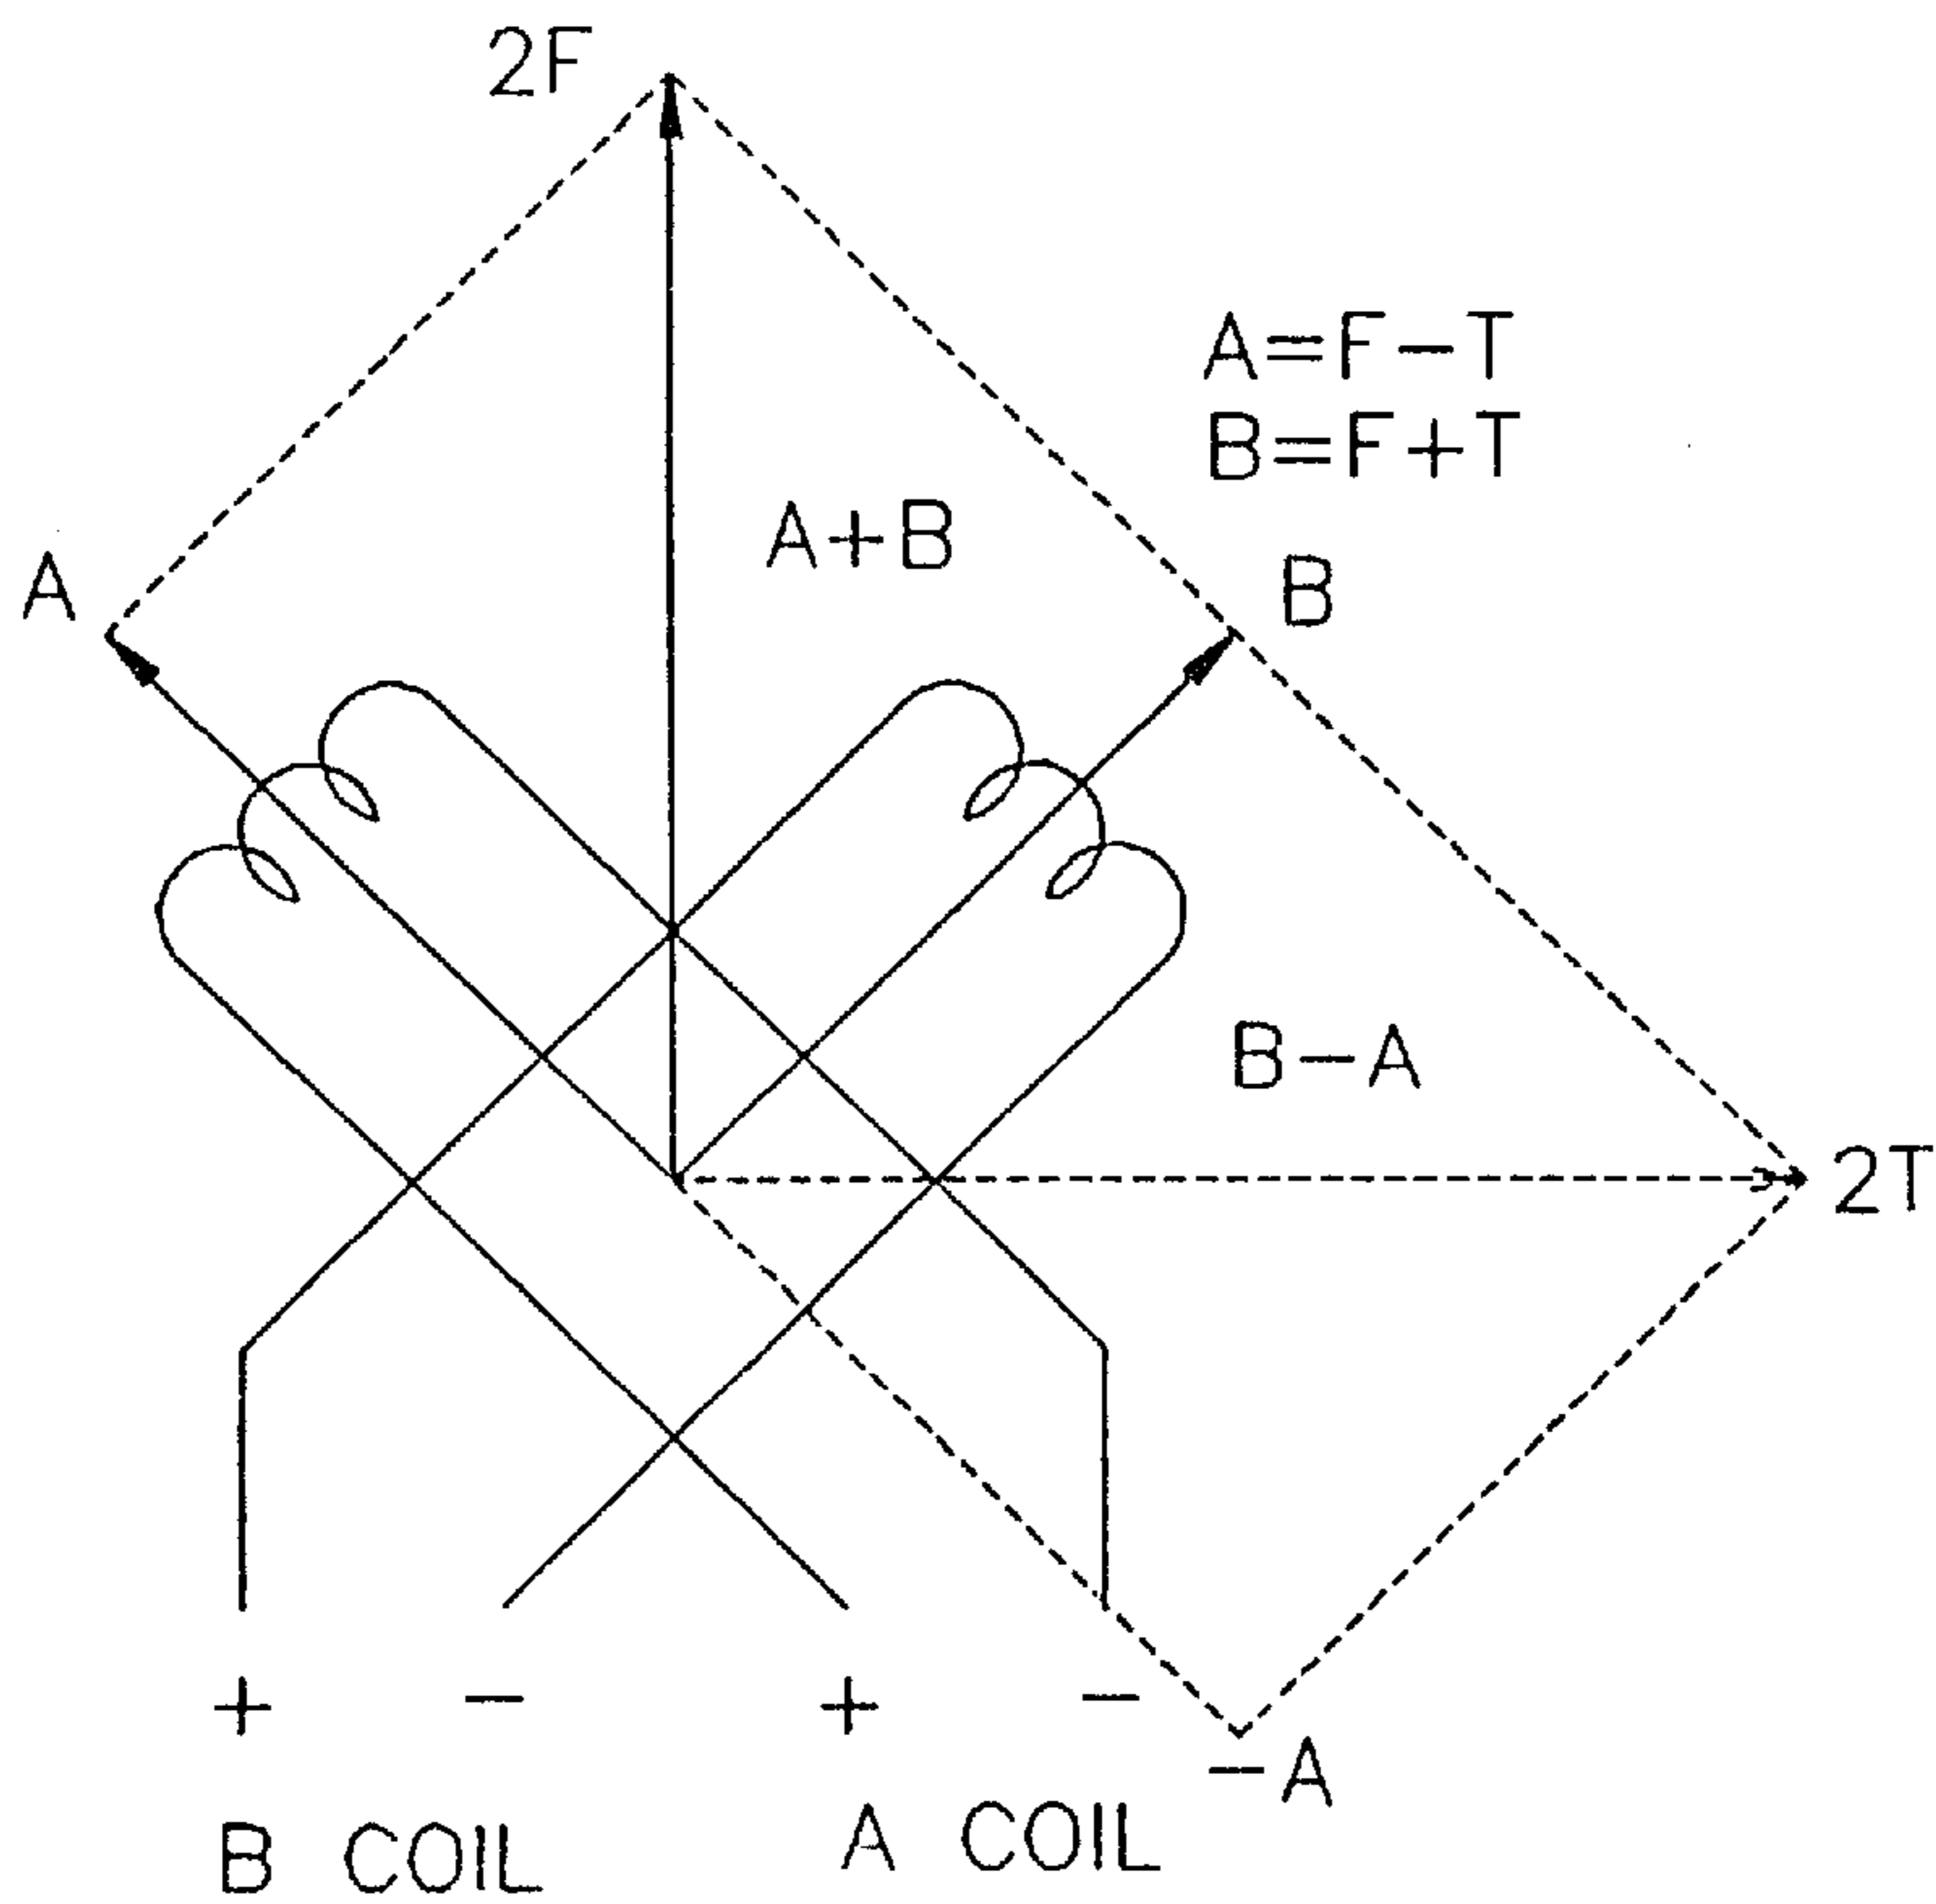 2F
A=F−T
B=F+T
A+B
A
B
B−A
2T
+ − + −
−A
B COIL
A COIL